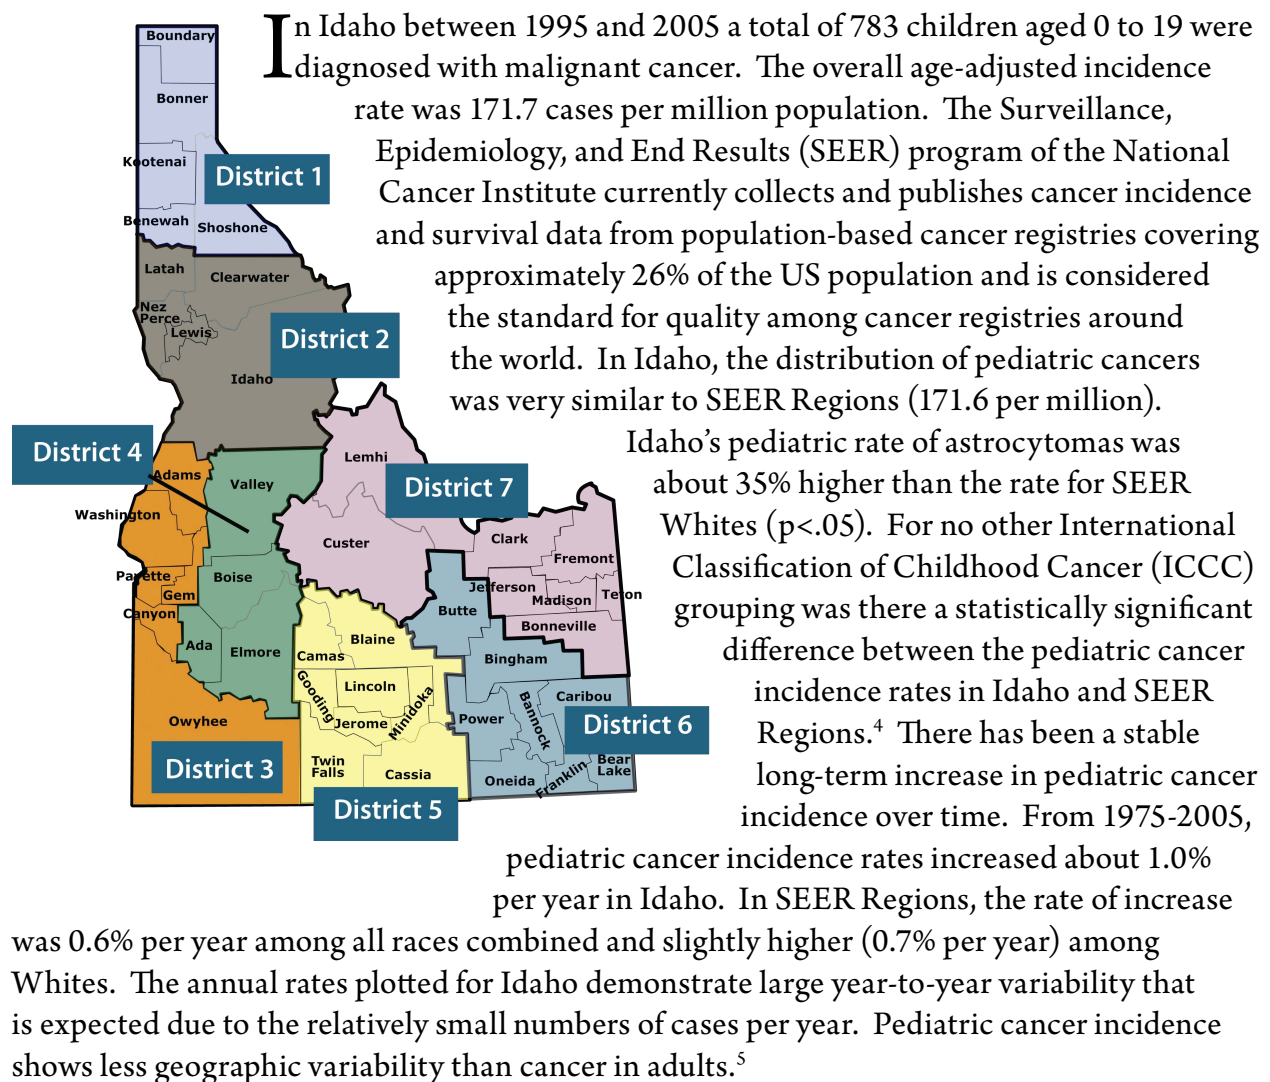 In Idaho between 1995 and 2005 a total of 783 children aged 0 to 19 were
diagnosed with malignant cancer. The overall age-adjusted incidence
rate was 171.7 cases per million population. The Surveillance,
Epidemiology, and End Results (SEER) program of the National
Cancer Institute currently collects and publishes cancer incidence
and survival data from population-based cancer registries covering
approximately 26% of the US population and is considered
the standard for quality among cancer registries around
the world. In Idaho, the distribution of pediatric cancers
was very similar to SEER Regions (171.6 per million).
Idaho’s pediatric rate of astrocytomas was
about 35% higher than the rate for SEER
Whites (p<.05). For no other International
Classification of Childhood Cancer (ICCC)
grouping was there a statistically significant
difference between the pediatric cancer
incidence rates in Idaho and SEER
Regions.4 There has been a stable
long-term increase in pediatric cancer
incidence over time. From 1975-2005,
pediatric cancer incidence rates increased about 1.0%
per year in Idaho. In SEER Regions, the rate of increase
was 0.6% per year among all races combined and slightly higher (0.7% per year) among
Whites. The annual rates plotted for Idaho demonstrate large year-to-year variability that
is expected due to the relatively small numbers of cases per year. Pediatric cancer incidence
shows less geographic variability than cancer in adults.5
Boundary
Bonner
Kootenai
District 1
Benewah
Shoshone
Latah
Clearwater
Nez
Perce
Lewis
District 2
Idaho
District 4
Adams
Valley
Washington
Lemhi
District 7
Custer
Clark
Fremont
Payette
Gem
Boise
Canyon
Jefferson
Madison
Teton
Butte
Bonneville
Ada
Elmore
Blaine
Camas
Bingham
Gooding
Lincoln
Jerome
Minidoka
Power
Bannock
Caribou
District 6
Owyhee
District 3
Twin
Falls
Cassia
Oneida
Franklin
Bear
Lake
District 5